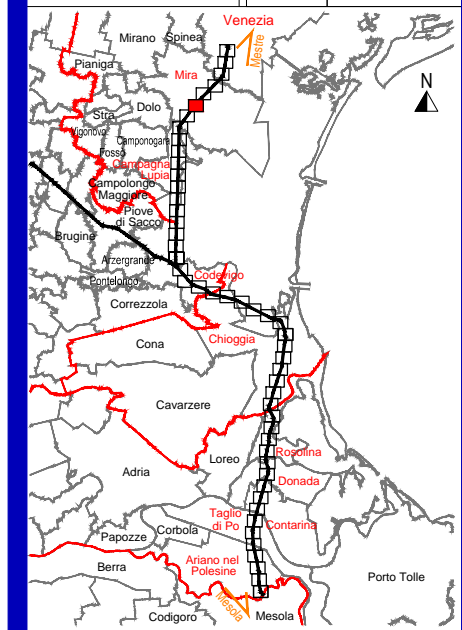 Venezia
Mirano
Spinea
Mestre
Pianiga
Mira
N
Stra
Dolo
Vigonovo
Camponogare
Fosso
Campagna
Lupia
Campolongo
Maggiore
Piove
di Sacco
Brugine
Arzergrande
Codevigo
Pontelongo
Correzzola
Chioggia
Cona
Cavarzere
Rosolina
Loreo
Adria
Donada
Taglio
di Po
Contarina
Corbola
Papozze
Ariano nel
Polesine
Berra
Porto Tolle
Mesola
Mesola
Codigoro